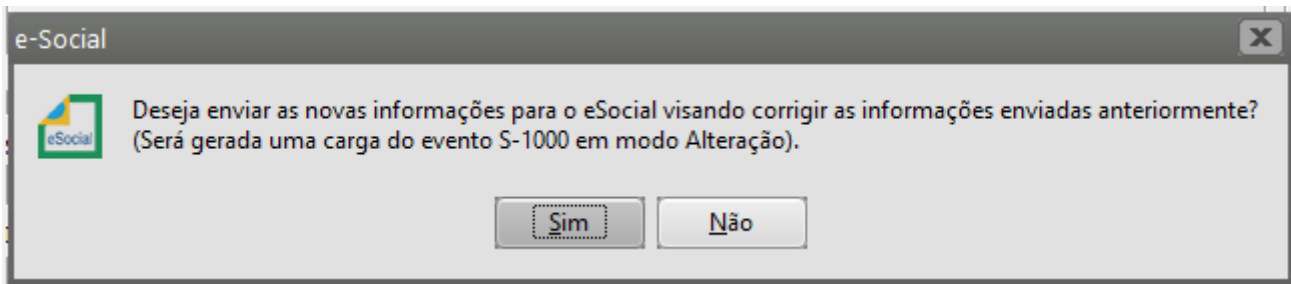 e-Social
Deseja enviar as novas informações para o eSocial visando corrigir as informações enviadas anteriormente?
(Será gerada uma carga do evento S-1000 em modo Alteração).
eSocial
Sim
Não